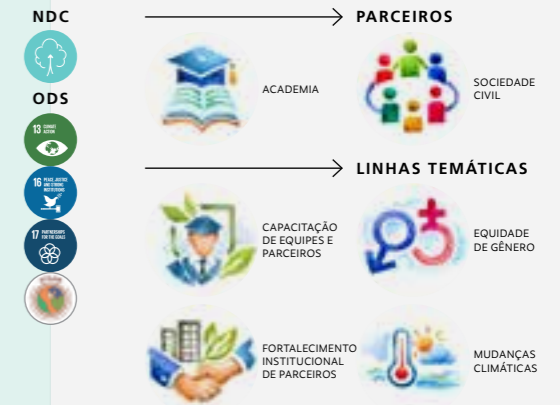 NDC
PARCEIROS
ACADEMIA
SOCIEDADE
CIVIL
ODS
13 CLIMATE
ACTION
16 PEACE, JUSTICE
AND STRONG
INSTITUTIONS
17 PARTNERSHIPS
FOR THE GOALS
LINHAS TEMÁTICAS
CAPACITAÇÃO
DE EQUIPES E
PARCEIROS
EQUIDADE
DE GÊNERO
FORTALECIMENTO
INSTITUCIONAL
DE PARCEIROS
MUDANÇAS
CLIMÁTICAS